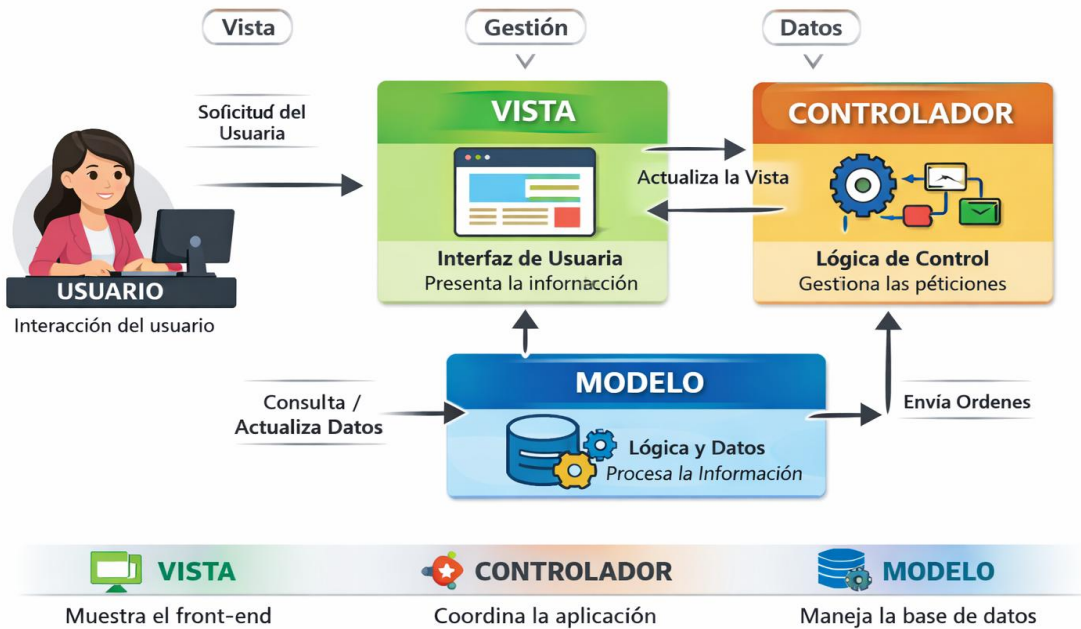 Vista
Gestión
Datos
Soficitud del
Usuaria
VISTA
CONTROLADOR
Actualiza la Vista
Interfaz de Usuaria
Presenta la
Lógica de Control
Gestiona las péticiones
USUARIO
Interacción del usuario
MODELO
Consulta /
Actualiza Datos
Lógica y Datos
Procesa la Información
Envía Ordenes
VISTA
CONTROLADOR
MODELO
Muestra el front-end
Coordina la aplicación
Maneja la base de datos